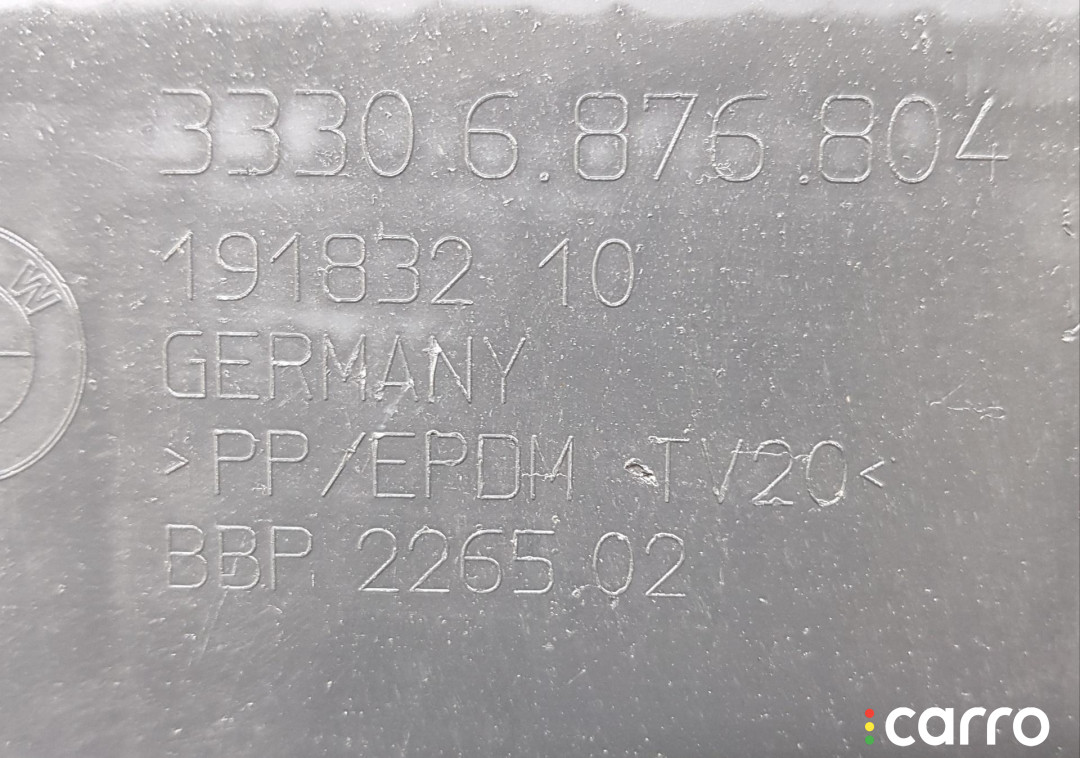 3330 6.876.804
191832 10
GERMANY
>PP/EPDM TV20<
BBP 2265.02
W
carro